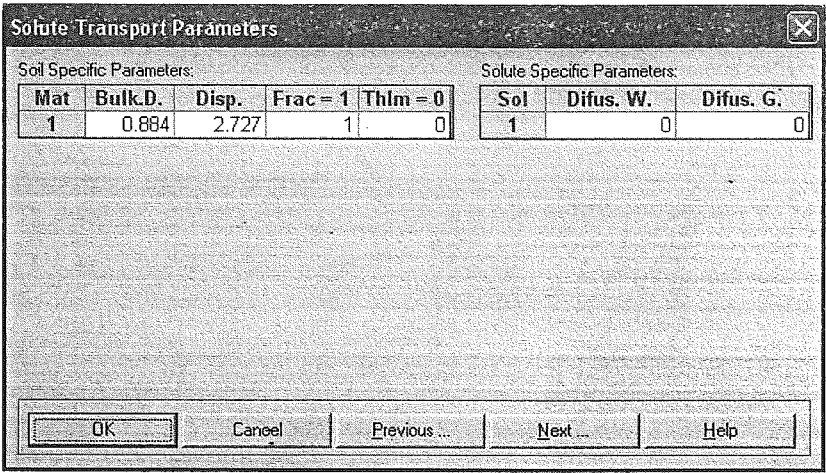 Solute Transport Parameters
Soil Specific Parameters:
Mat Bulk.D. Disp. Frac = 1 ThIm = 0
1 0.884 2.727 1 0
Solute Specific Parameters:
Sol Difus. W. Difus. G.
1 0 0
OK Cancel Previous ... Next ... Help